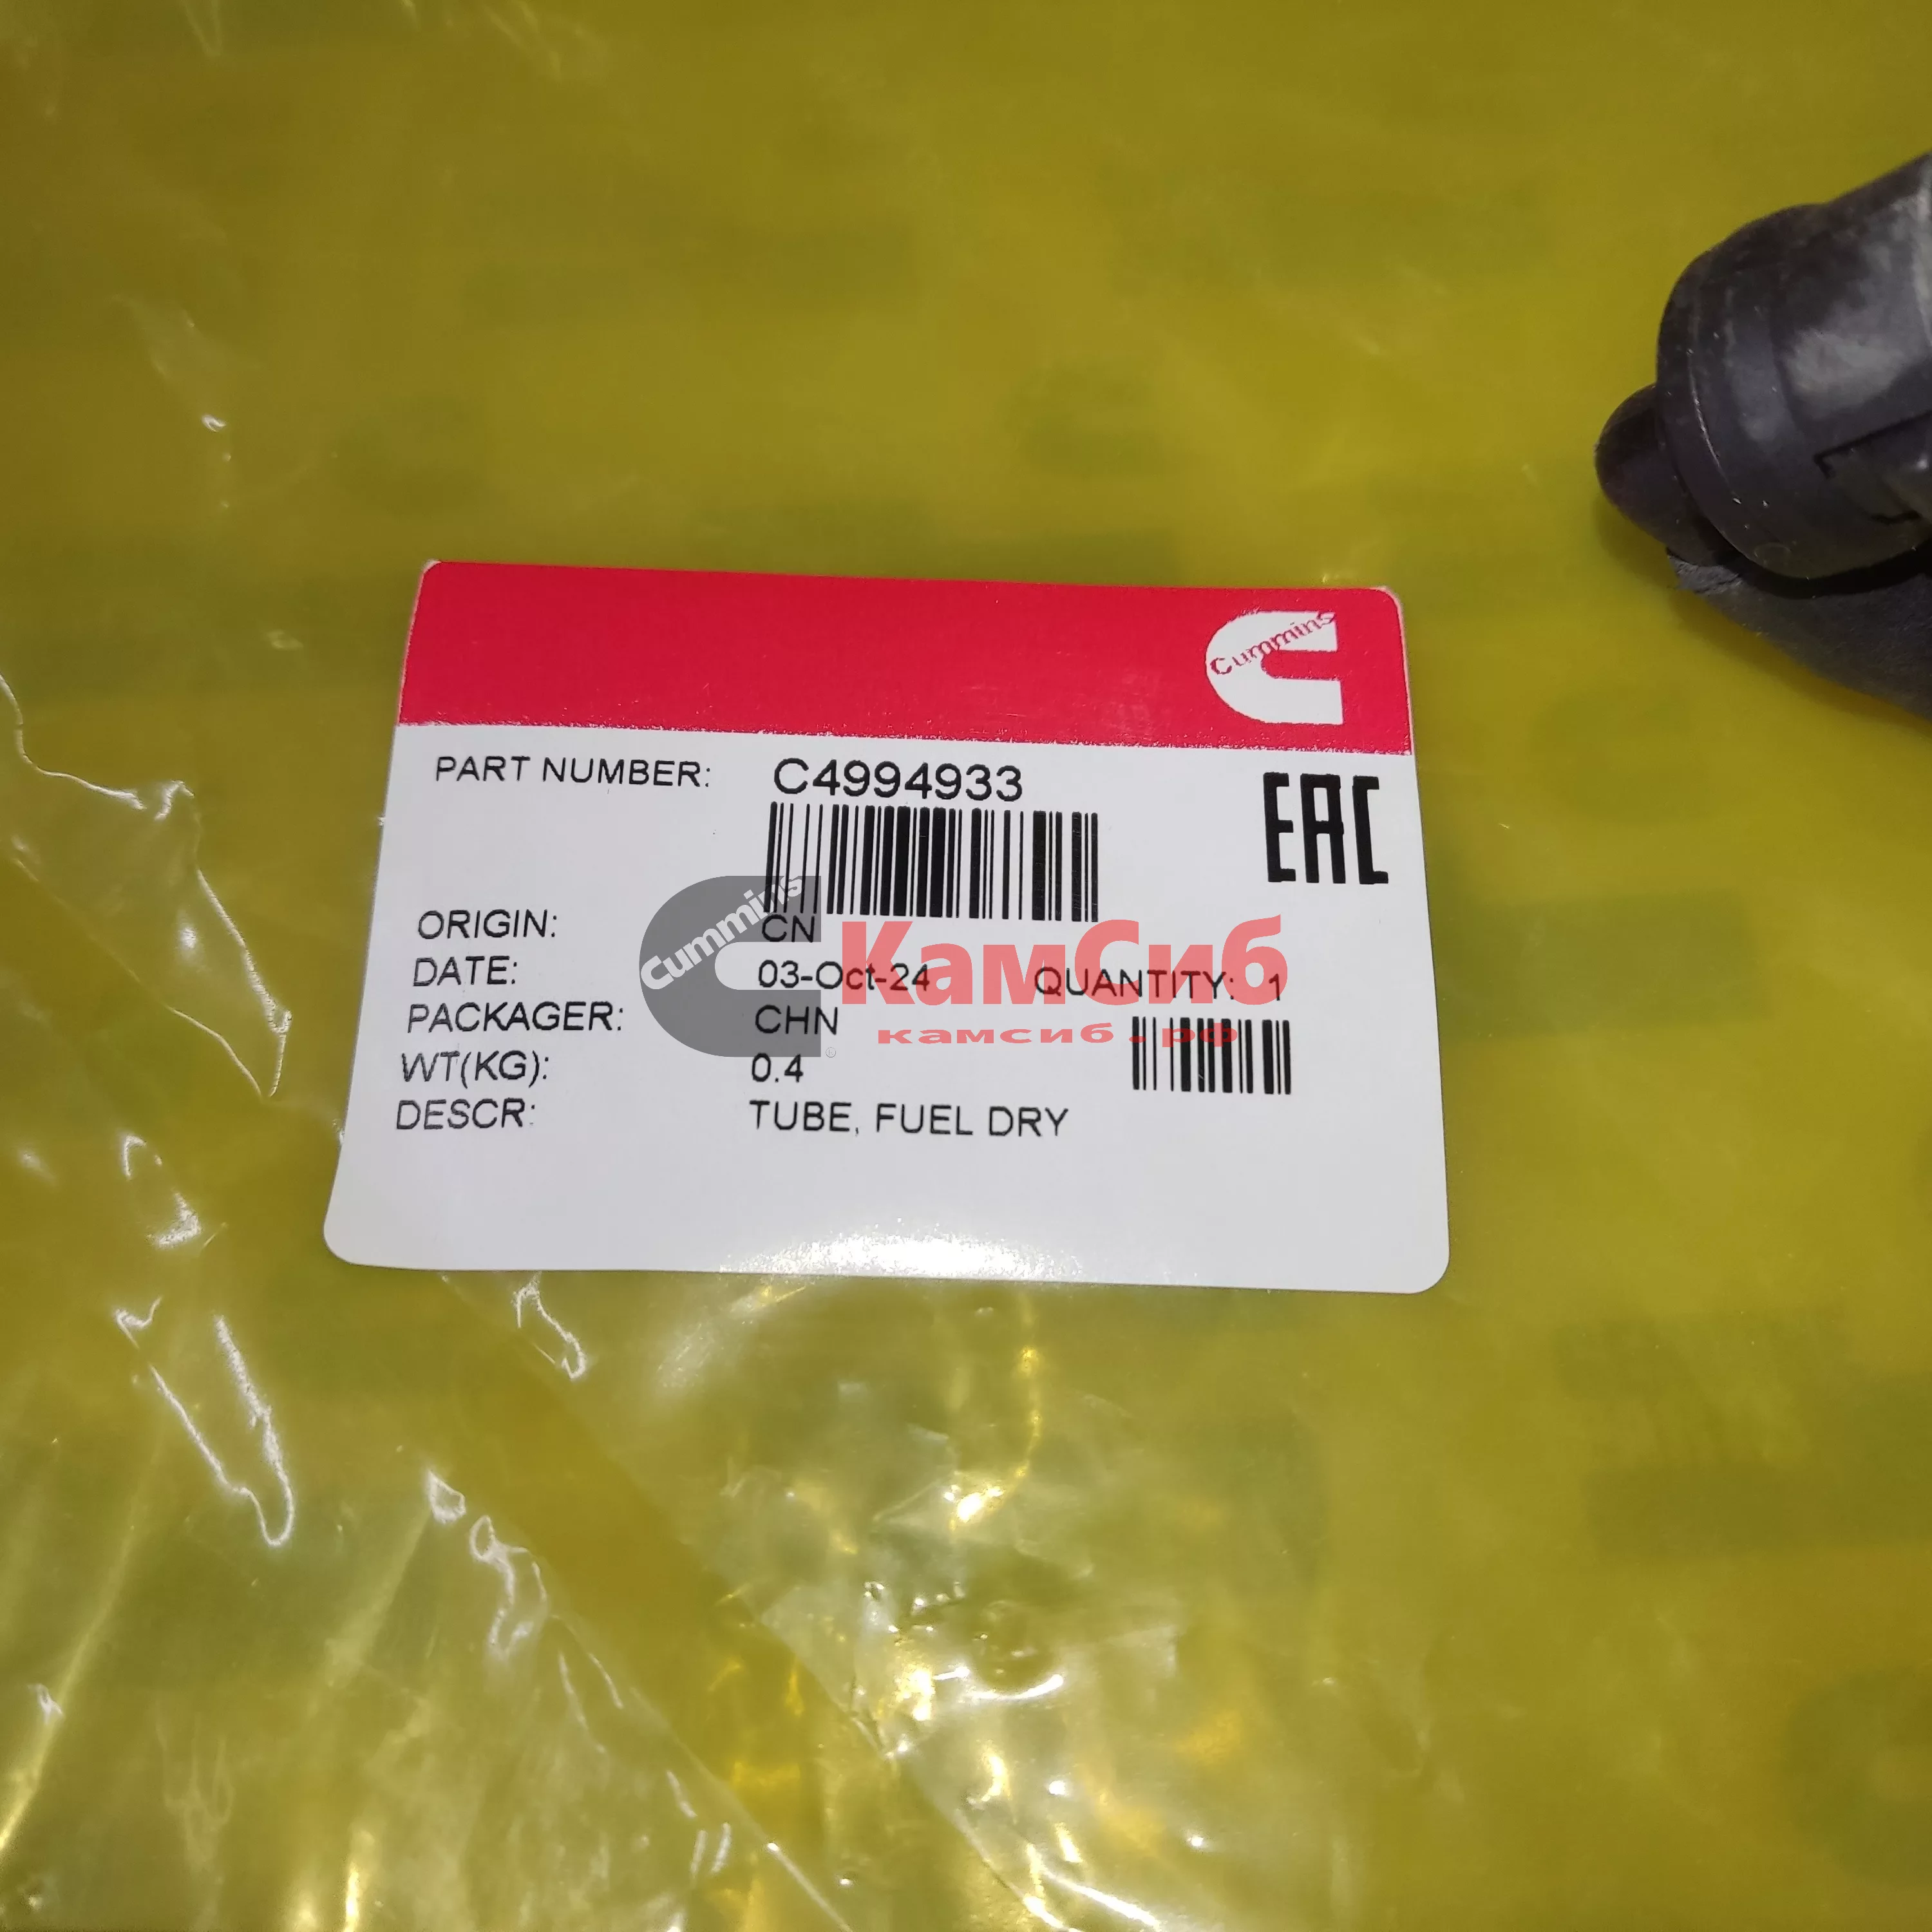 Cummins
PART NUMBER: C4994933
EAC
ORIGIN: CN
DATE: 03-Oct-24 QUANTITY: 1
PACKAGER: CHN
WT(KG): 0.4
DESCR: TUBE, FUEL DRY
Cummins
КамСиб
камсиб.рф